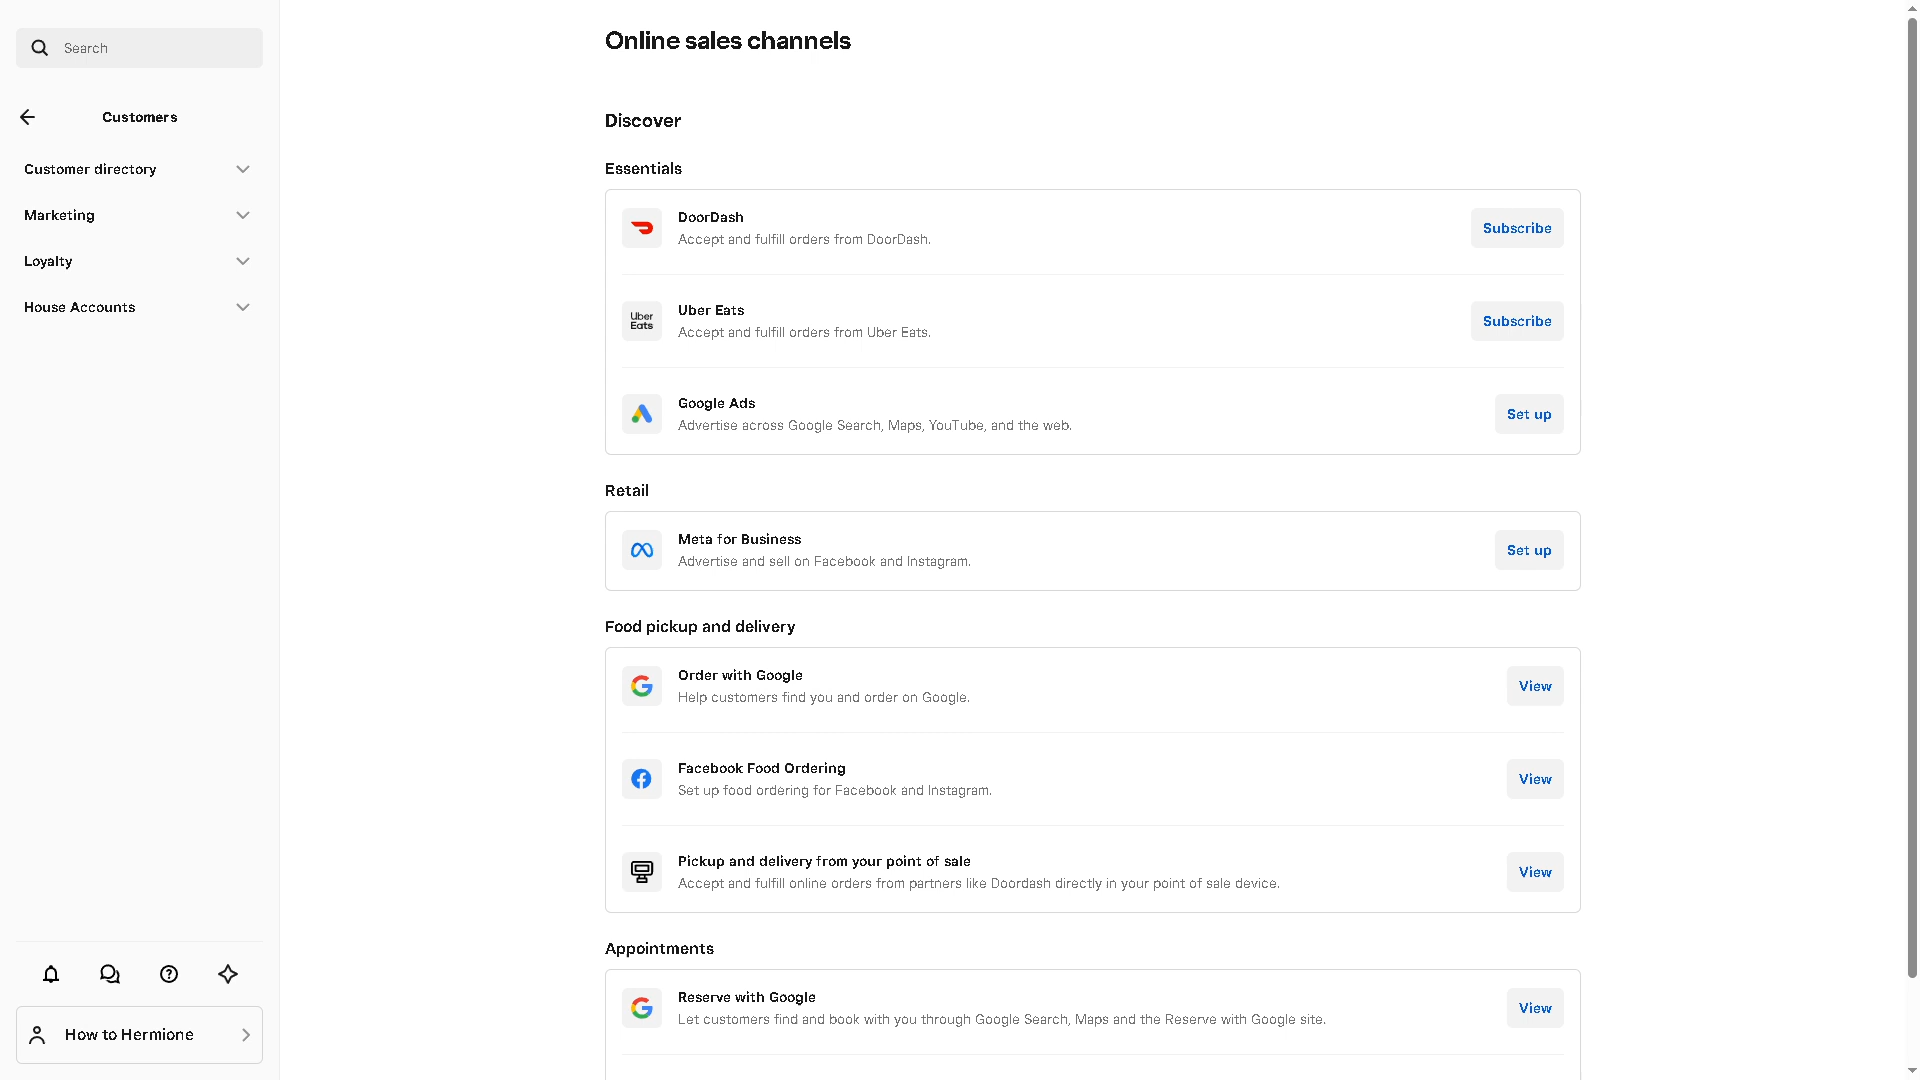 Search
Customers
Customer directory
Marketing
Loyalty
House Accounts
How to Hermione
Online sales channels
Discover
Essentials
DoorDash
Accept and fulfill orders from DoorDash.
Subscribe
Uber Eats
Uber Eats
Accept and fulfill orders from Uber Eats.
Subscribe
Google Ads
Advertise across Google Search, Maps, YouTube, and the web.
Set up
Retail
Meta for Business
Advertise and sell on Facebook and Instagram.
Set up
Food pickup and delivery
Order with Google
Help customers find you and order on Google.
View
Facebook Food Ordering
Set up food ordering for Facebook and Instagram.
View
Pickup and delivery from your point of sale
Accept and fulfill online orders from partners like Doordash directly in your point of sale device.
View
Appointments
Reserve with Google
Let customers find and book with you through Google Search, Maps and the Reserve with Google site.
View